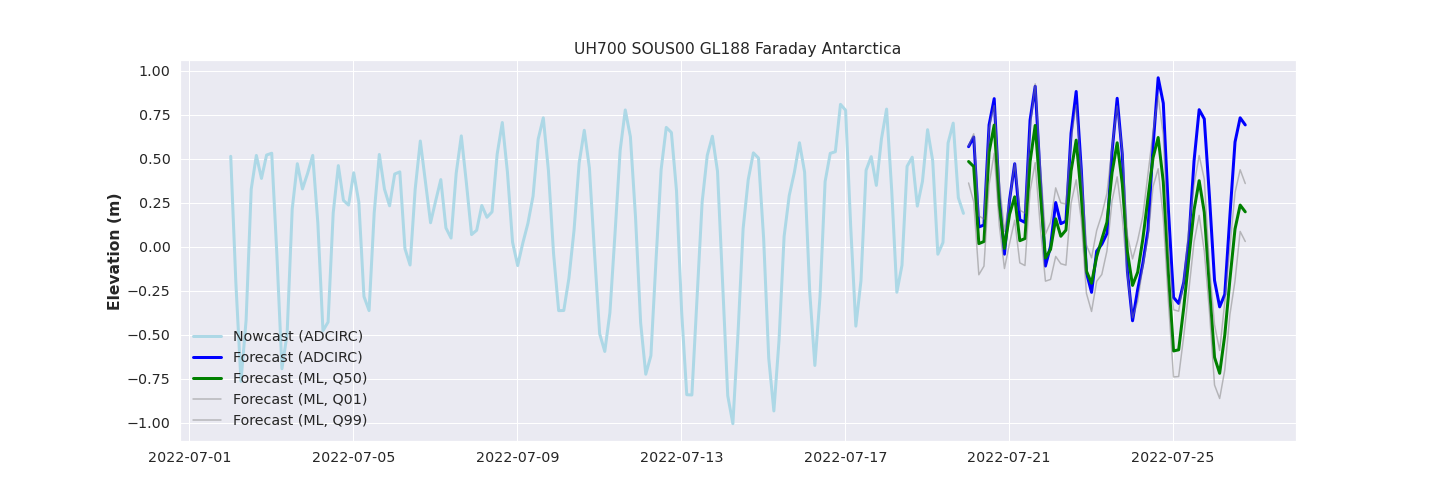 UH700 SOUS00 GL188 Faraday Antarctica
1.00
0.75
0.50
0.25
0.00
−0.25
−0.50
−0.75
−1.00
Elevation (m)
Nowcast (ADCIRC)
Forecast (ADCIRC)
Forecast (ML, Q50)
Forecast (ML, Q01)
Forecast (ML, Q99)
2022-07-01 2022-07-05 2022-07-09 2022-07-13 2022-07-17 2022-07-21 2022-07-25